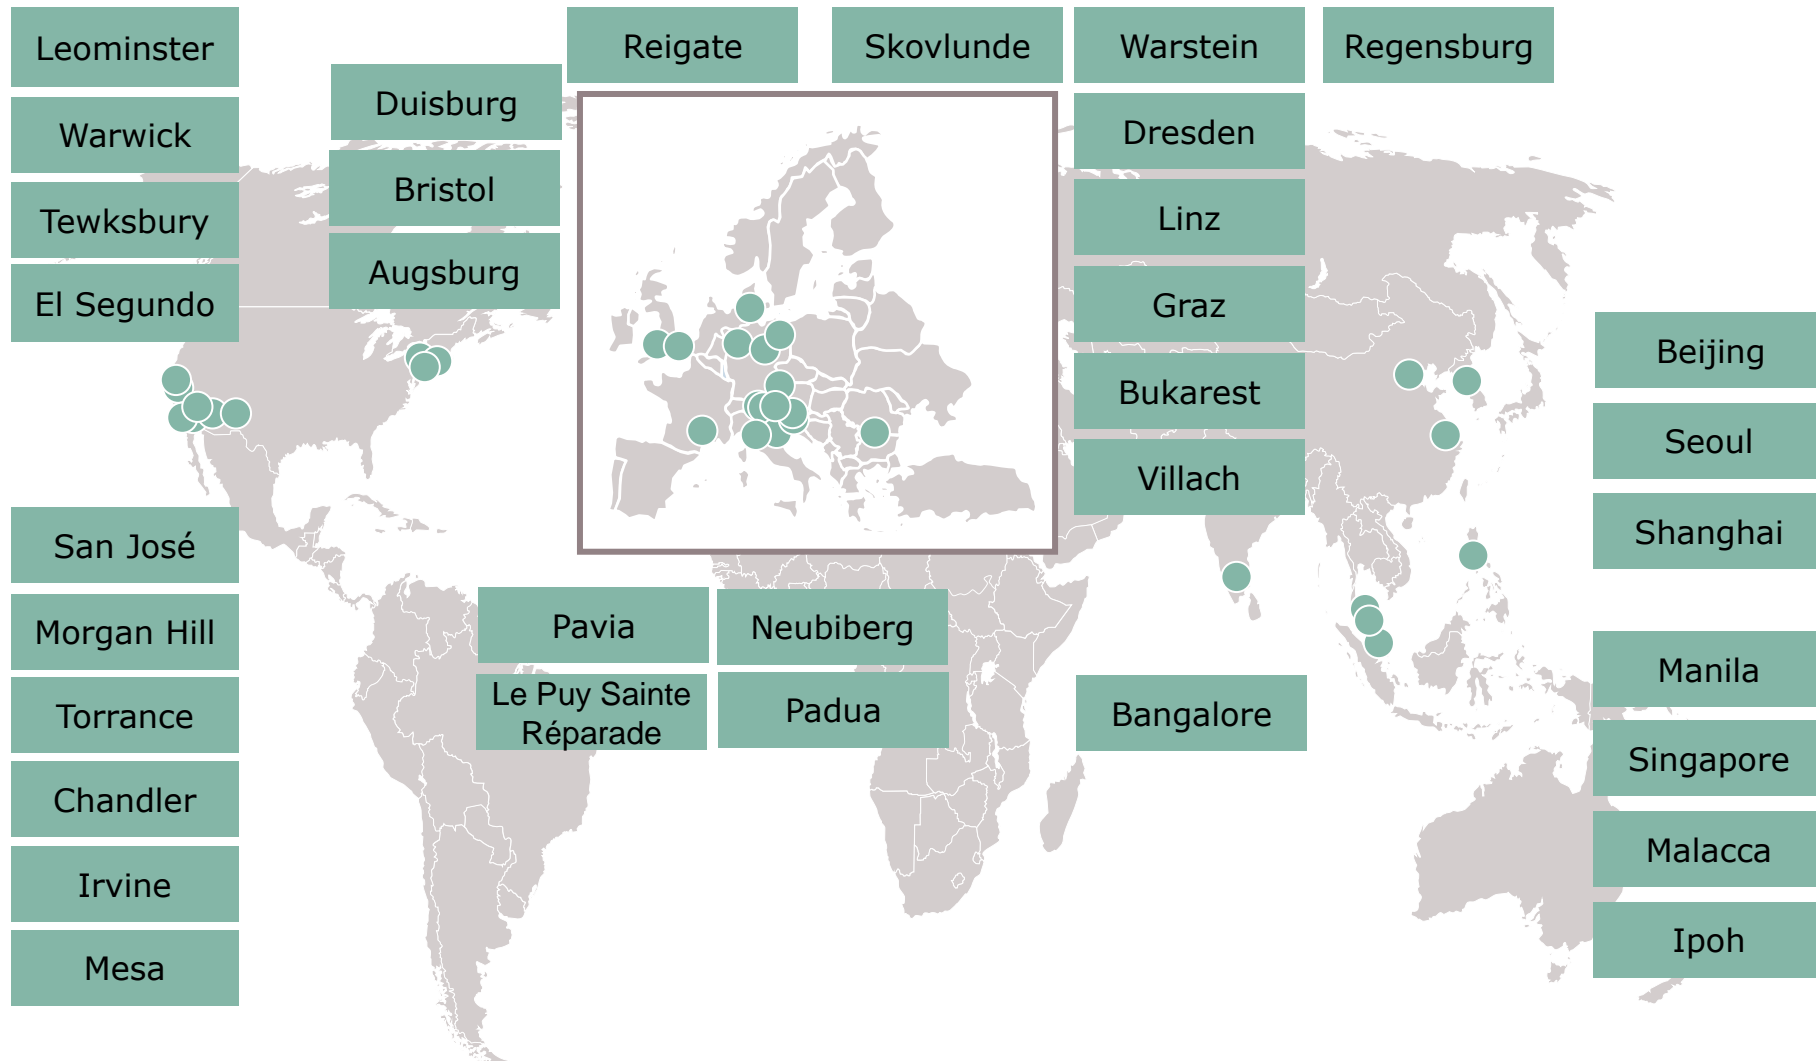 Leominster
Warwick
Tewksbury
El Segundo
Duisburg
Bristol
Augsburg
Reigate
Skovlunde
Warstein
Regensburg
Dresden
Linz
Graz
Bukarest
Villach
Beijing
Seoul
Shanghai
San José
Morgan Hill
Torrance
Chandler
Irvine
Mesa
Pavia
Neubiberg
Le Puy Sainte
Réparade
Padua
Bangalore
Manila
Singapore
Malacca
Ipoh